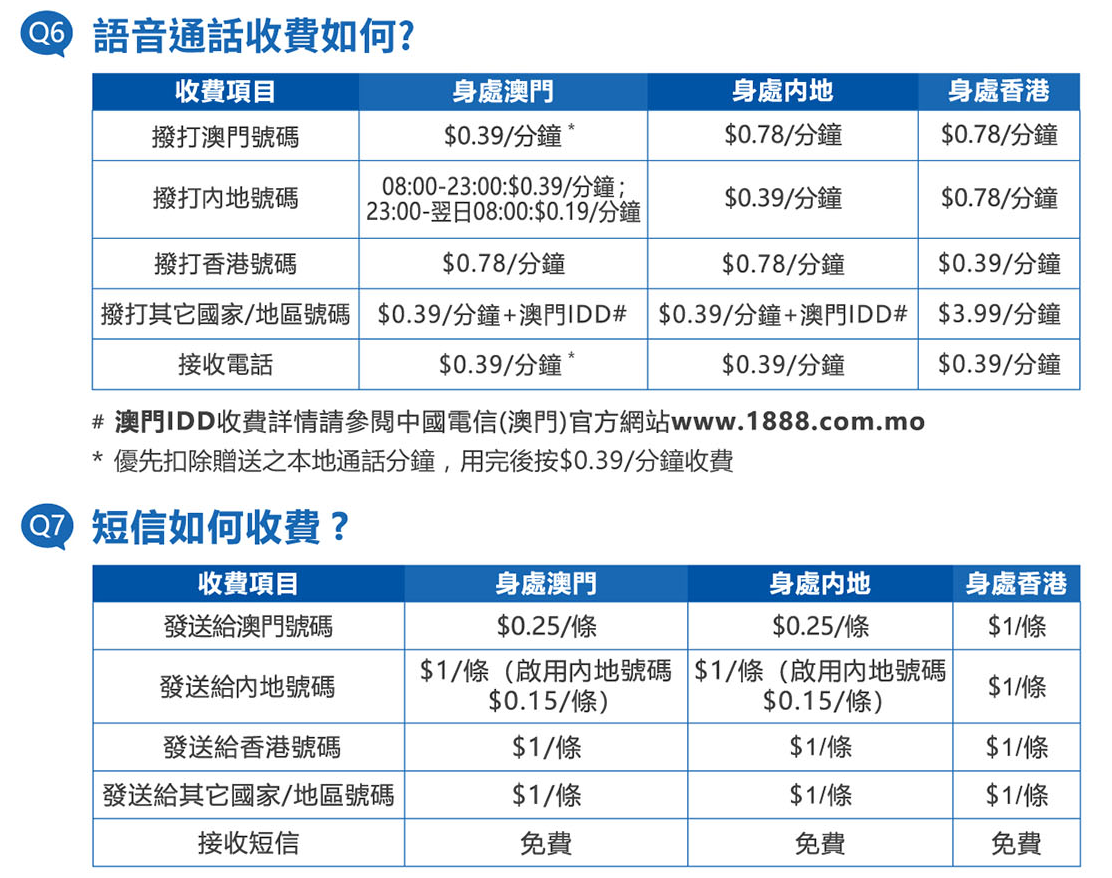 Q6 語音通話收費如何?
收費項目 身處澳門 身處内地 身處香港
撥打澳門號碼 $0.39/分鐘* $0.78/分鐘 $0.78/分鐘
撥打內地號碼 08:00-23:00:$0.39/分鐘;
23:00-翌日08:00:$0.19/分鐘 $0.39/分鐘 $0.78/分鐘
撥打香港號碼 $0.78/分鐘 $0.78/分鐘 $0.39/分鐘
撥打其它國家/地區號碼 $0.39/分鐘+澳門IDD# $0.39/分鐘+澳門IDD# $3.99/分鐘
接收電話 $0.39/分鐘* $0.39/分鐘 $0.39/分鐘
# 澳門IDD收費詳情請參閱中國電信(澳門)官方網站www.1888.com.mo
* 優先扣除贈送之本地通話分鐘,用完後按$0.39/分鐘收費
Q7 短信如何收費?
收費項目 身處澳門 身處内地 身處香港
發送給澳門號碼 $0.25/條 $0.25/條 $1/條
發送給內地號碼 $1/條(啟用內地號碼
$0.15/條) $1/條(啟用內地號碼
$0.15/條) $1/條
發送給香港號碼 $1/條 $1/條 $1/條
發送給其它國家/地區號碼 $1/條 $1/條 $1/條
接收短信 免費 免費 免費